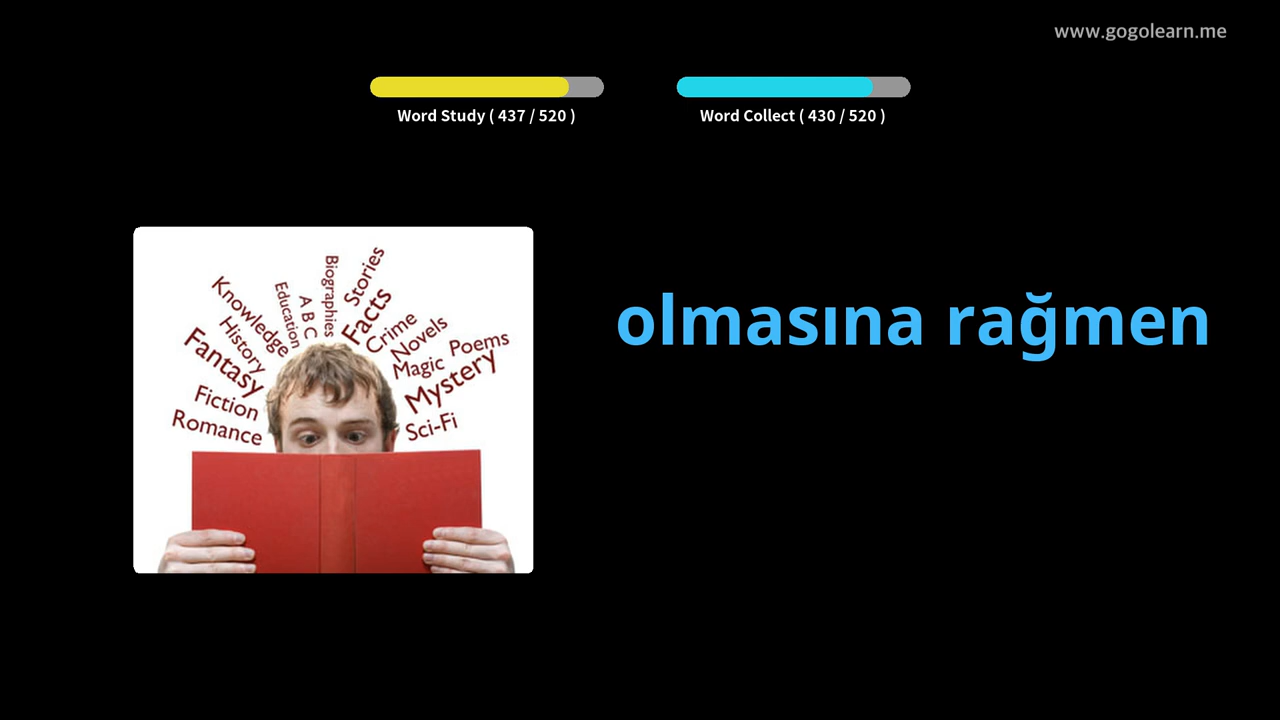 www.gogolearn.me
Word Study ( 437 / 520 )
Word Collect ( 430 / 520 )
olmasına rağmen
Knowledge
History
Fantasy
Fiction
Romance
Education
A B C
Biographies
Stories
Facts
Crime
Novels
Magic
Poems
Mystery
Sci-Fi